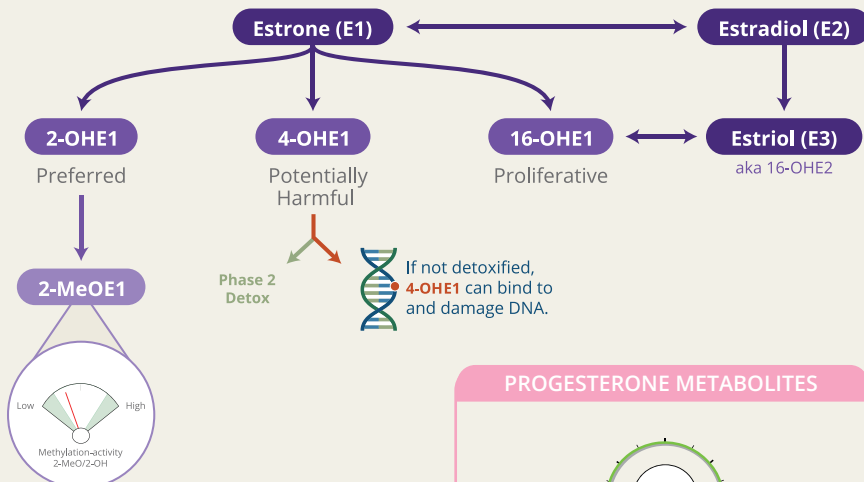 Estrone (E1)
Estradiol (E2)
2-OHE1
4-OHE1
16-OHE1
Estriol (E3)
Preferred
Potentially
Harmful
Proliferative
aka 16-OHE2
Phase 2
Detox
If not detoxified,
4-OHE1 can bind to
and damage DNA.
2-MeOE1
Low
High
Methylation-activity
2-MeO/2-OH
PROGESTERONE METABOLITES